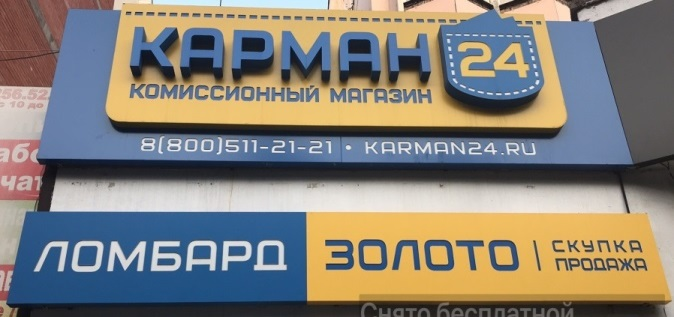 КАРМАН 24
КОМИССИОННЫЙ МАГАЗИН
8(800)511-21-21 • KARMAN24.RU
ЛОМБАРД ЗОЛОТО | СКУПКА
ПРОДАЖА
Снято бесплатной